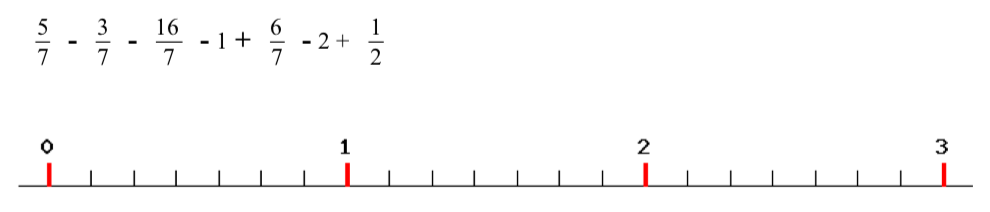 5/7 - 3/7 - 16/7 - 1 + 6/7 - 2 + 1/2
0 1 2 3